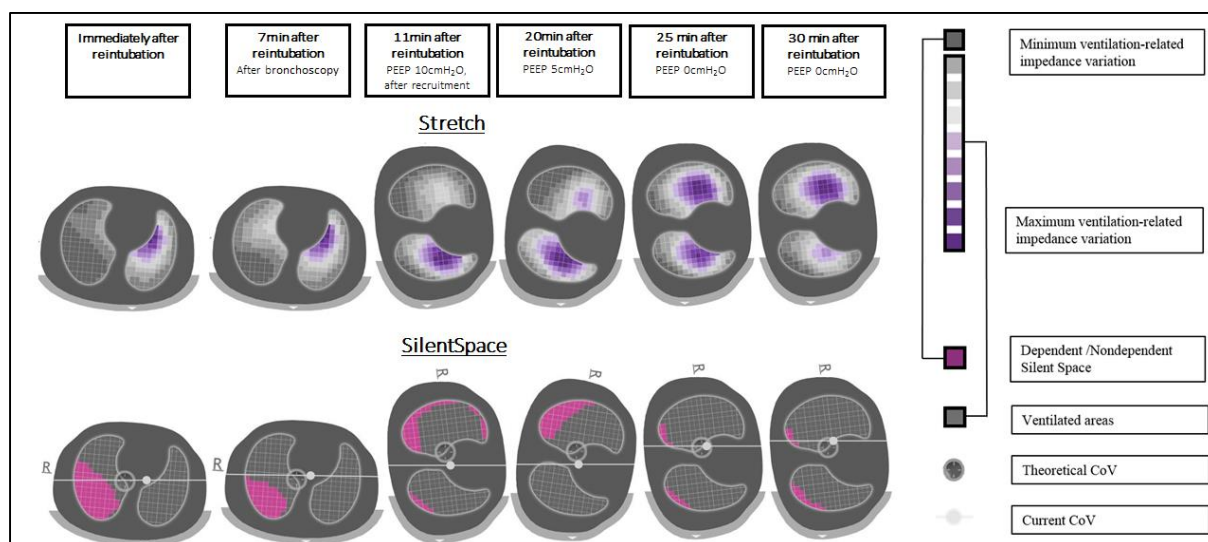 Immediately after
reintubation
7min after
reintubation
After bronchoscopy
11min after
reintubation
PEEP 10cmH₂O,
after recruitment
20min after
reintubation
PEEP 5cmH₂O
25 min after
reintubation
PEEP 0cmH₂O
30 min after
reintubation
PEEP 0cmH₂O
Minimum ventilation-related
impedance variation
Stretch
Maximum ventilation-related
impedance variation
SilentSpace
Dependent /Nondependent
Silent Space
R
R
R
R
R
R
Ventilated areas
Theoretical CoV
Current CoV